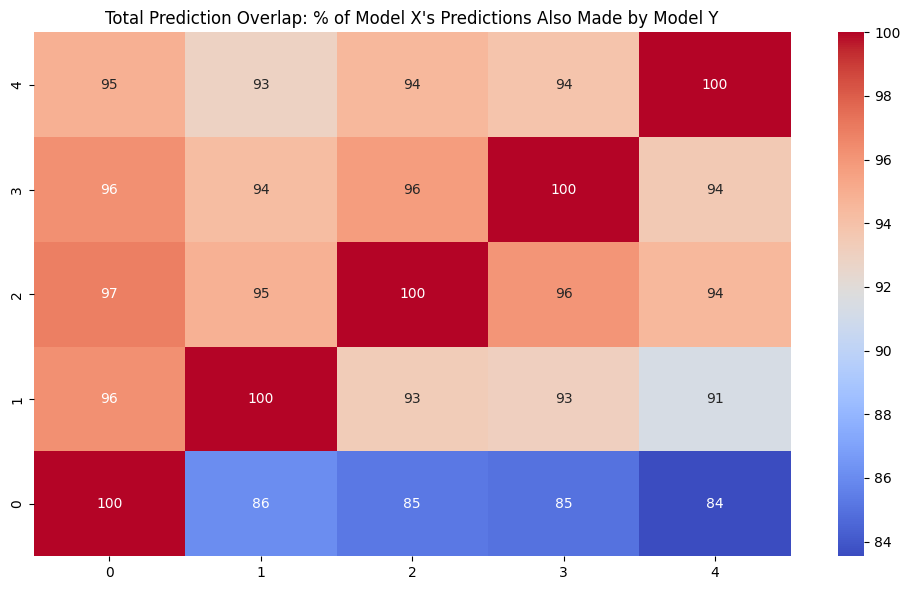 Total Prediction Overlap: % of Model X's Predictions Also Made by Model Y
4 95 93 94 94 100
3 96 94 96 100 94
2 97 95 100 96 94
1 96 100 93 93 91
0 100 86 85 85 84
0 1 2 3 4
100
98
96
94
92
90
88
86
84